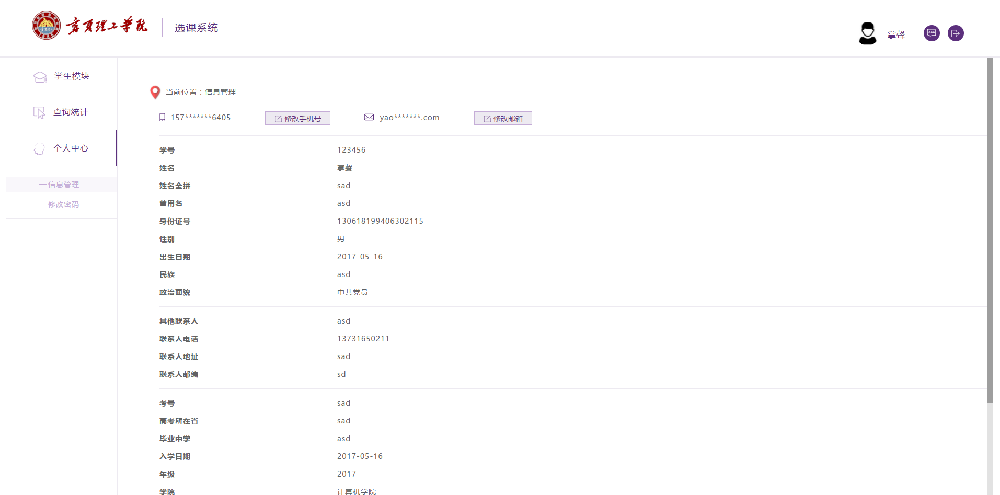 宁夏理工学院
选课系统
掌聲
学生模块
查询统计
个人中心
信息管理
修改密码
当前位置：信息管理
157*******6405 修改手机号 yao*******.com 修改邮箱
学号 123456
姓名 掌聲
姓名全拼 sad
曾用名 asd
身份证号 130618199406302115
性别 男
出生日期 2017-05-16
民族 asd
政治面貌 中共党员
其他联系人 asd
联系人电话 13731650211
联系人地址 sad
联系人邮编 sd
考号 sad
高考所在省 sad
毕业中学 asd
入学日期 2017-05-16
年级 2017
学院 计算机学院